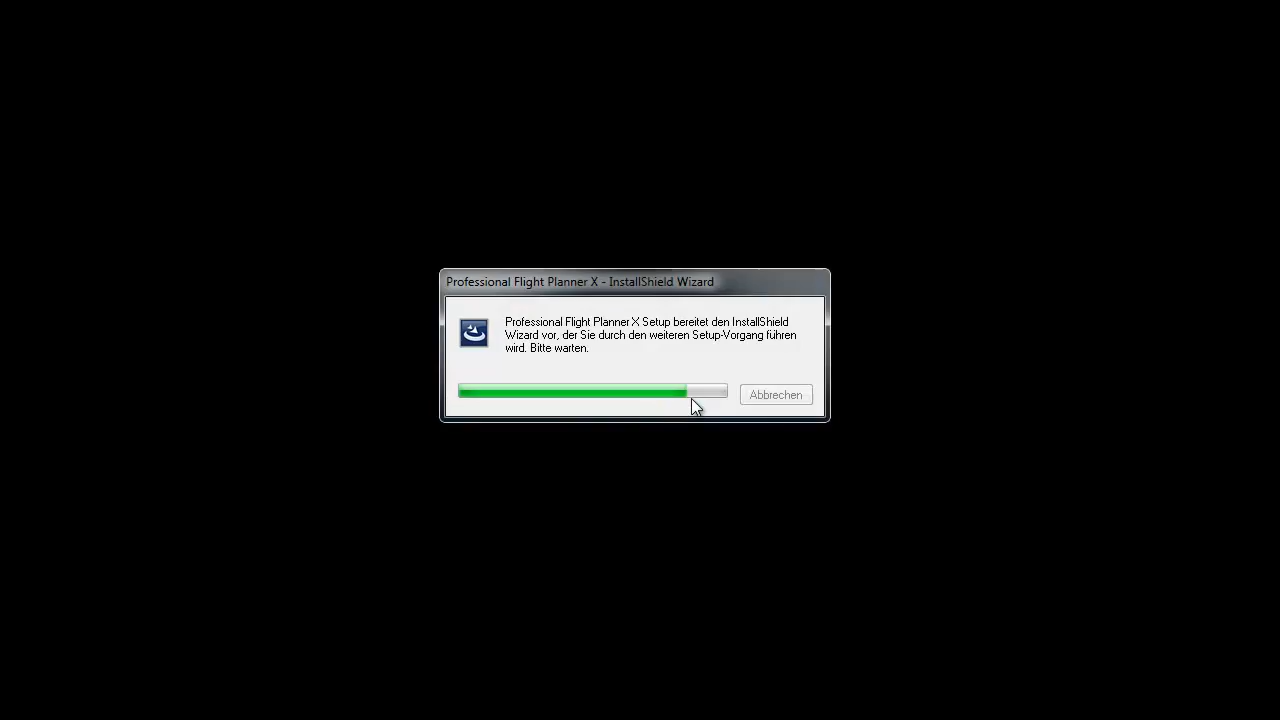 Professional Flight Planner X - InstallShield Wizard
Professional Flight Planner X Setup bereitet den InstallShield
Wizard vor, der Sie durch den weiteren Setup-Vorgang führen
wird. Bitte warten.
Abbrechen